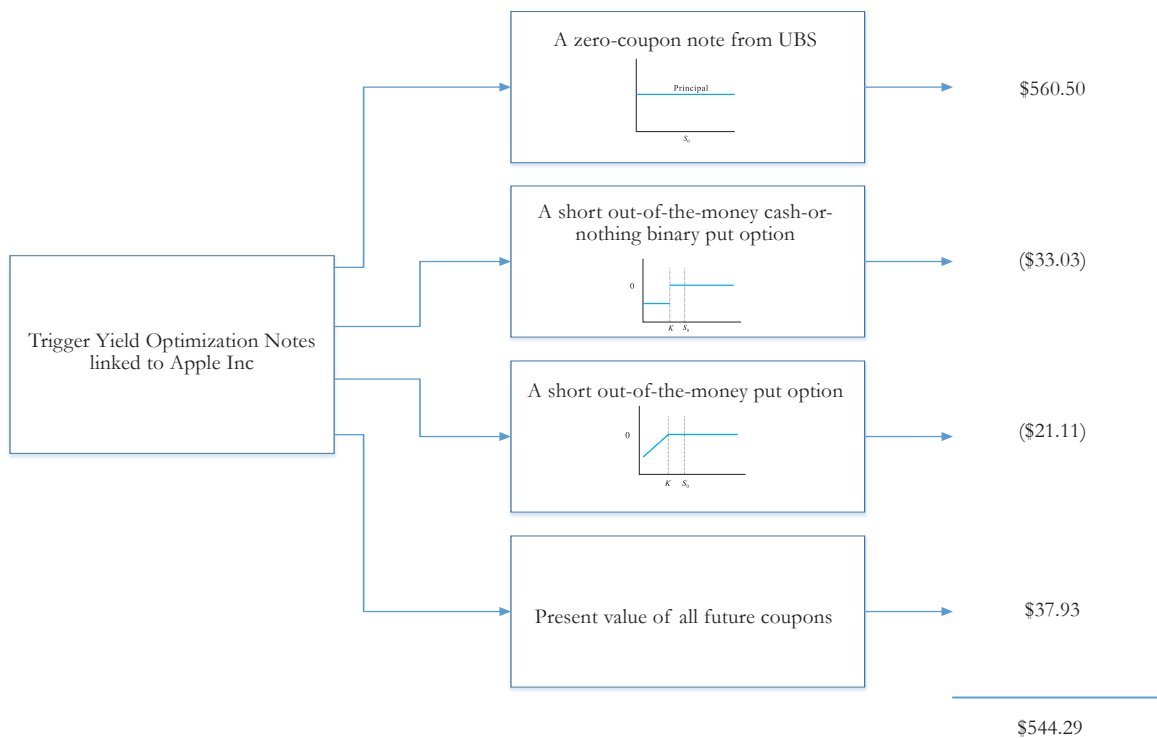 A zero-coupon note from UBS
Principal
S0
$560.50
A short out-of-the-money cash-or-
nothing binary put option
0
K S0
($33.03)
Trigger Yield Optimization Notes
linked to Apple Inc
A short out-of-the-money put option
0
K S0
($21.11)
Present value of all future coupons
$37.93
$544.29